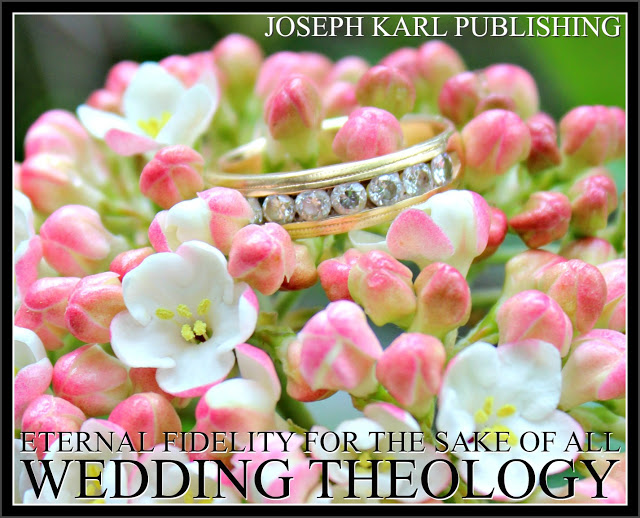 JOSEPH KARL PUBLISHING
ETERNAL FIDELITY FOR THE SAKE OF ALL
WEDDING THEOLOGY